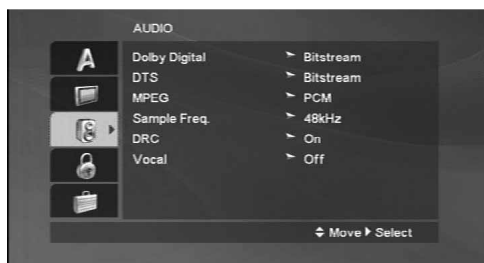 AUDIO
A
Dolby Digital Bitstream
DTS Bitstream
MPEG PCM
Sample Freq. 48kHz
DRC On
Vocal Off
Move Select